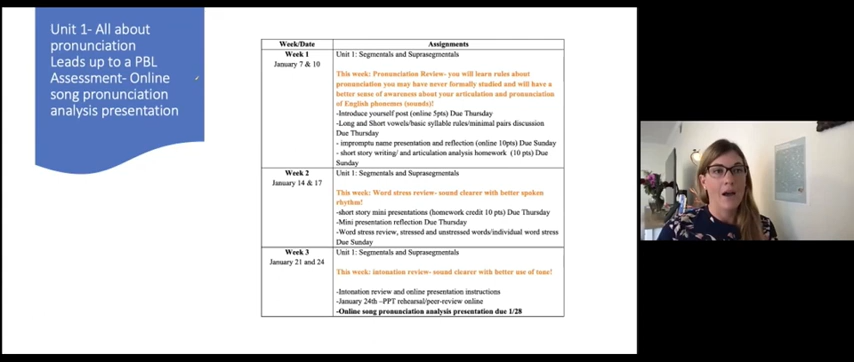 Unit 1- All about
pronunciation
Leads up to a PBL
Assessment- Online
song pronunciation
analysis presentation
Week/Date
Assignments
Week 1
January 7 & 10
Unit 1: Segmentals and Suprasegmentals
This week: Pronunciation Review- you will learn rules about
pronunciation you may have never formally studied and will have a
better sense of awareness about your articulation and pronunciation
of English phonemes (sounds)!
-Introduce yourself post (online 5pts) Due Thursday
-Long and Short vowels/basic syllable rules/minimal pairs discussion
Due Thursday
- impromptu name presentation and reflection (online 10pts) Due Sunday
- short story writing/ and articulation analysis homework (10 pts) Due
Sunday
Week 2
January 14 & 17
Unit 1: Segmentals and Suprasegmentals
This week: Word stress review- sound clearer with better spoken
rhythm!
-short story mini presentations (homework credit 10 pts) Due Thursday
-Mini presentation reflection Due Thursday
-Word stress review, stressed and unstressed words/individual word stress
Due Sunday
Week 3
January 21 and 24
Unit 1: Segmentals and Suprasegmentals
This week: intonation review- sound clearer with better use of tone!
-Intonation review and online presentation instructions
-January 24th –PPT rehearsal/peer-review online
-Online song pronunciation analysis presentation due 1/28